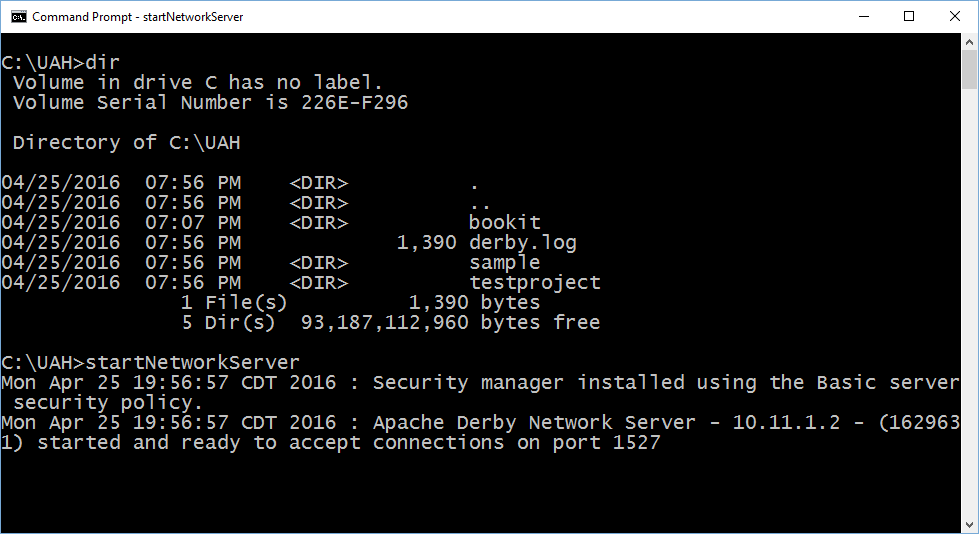 Command Prompt - startNetworkServer
C:\UAH>dir
 Volume in drive C has no label.
 Volume Serial Number is 226E-F296
 Directory of C:\UAH
04/25/2016  07:56 PM    <DIR>          .
04/25/2016  07:56 PM    <DIR>          ..
04/25/2016  07:07 PM    <DIR>          bookit
04/25/2016  07:56 PM             1,390 derby.log
04/25/2016  07:56 PM    <DIR>          sample
04/25/2016  07:56 PM    <DIR>          testproject
               1 File(s)          1,390 bytes
               5 Dir(s)  93,187,112,960 bytes free
C:\UAH>startNetworkServer
Mon Apr 25 19:56:57 CDT 2016 : Security manager installed using the Basic server
 security policy.
Mon Apr 25 19:56:57 CDT 2016 : Apache Derby Network Server - 10.11.1.2 - (162963
1) started and ready to accept connections on port 1527